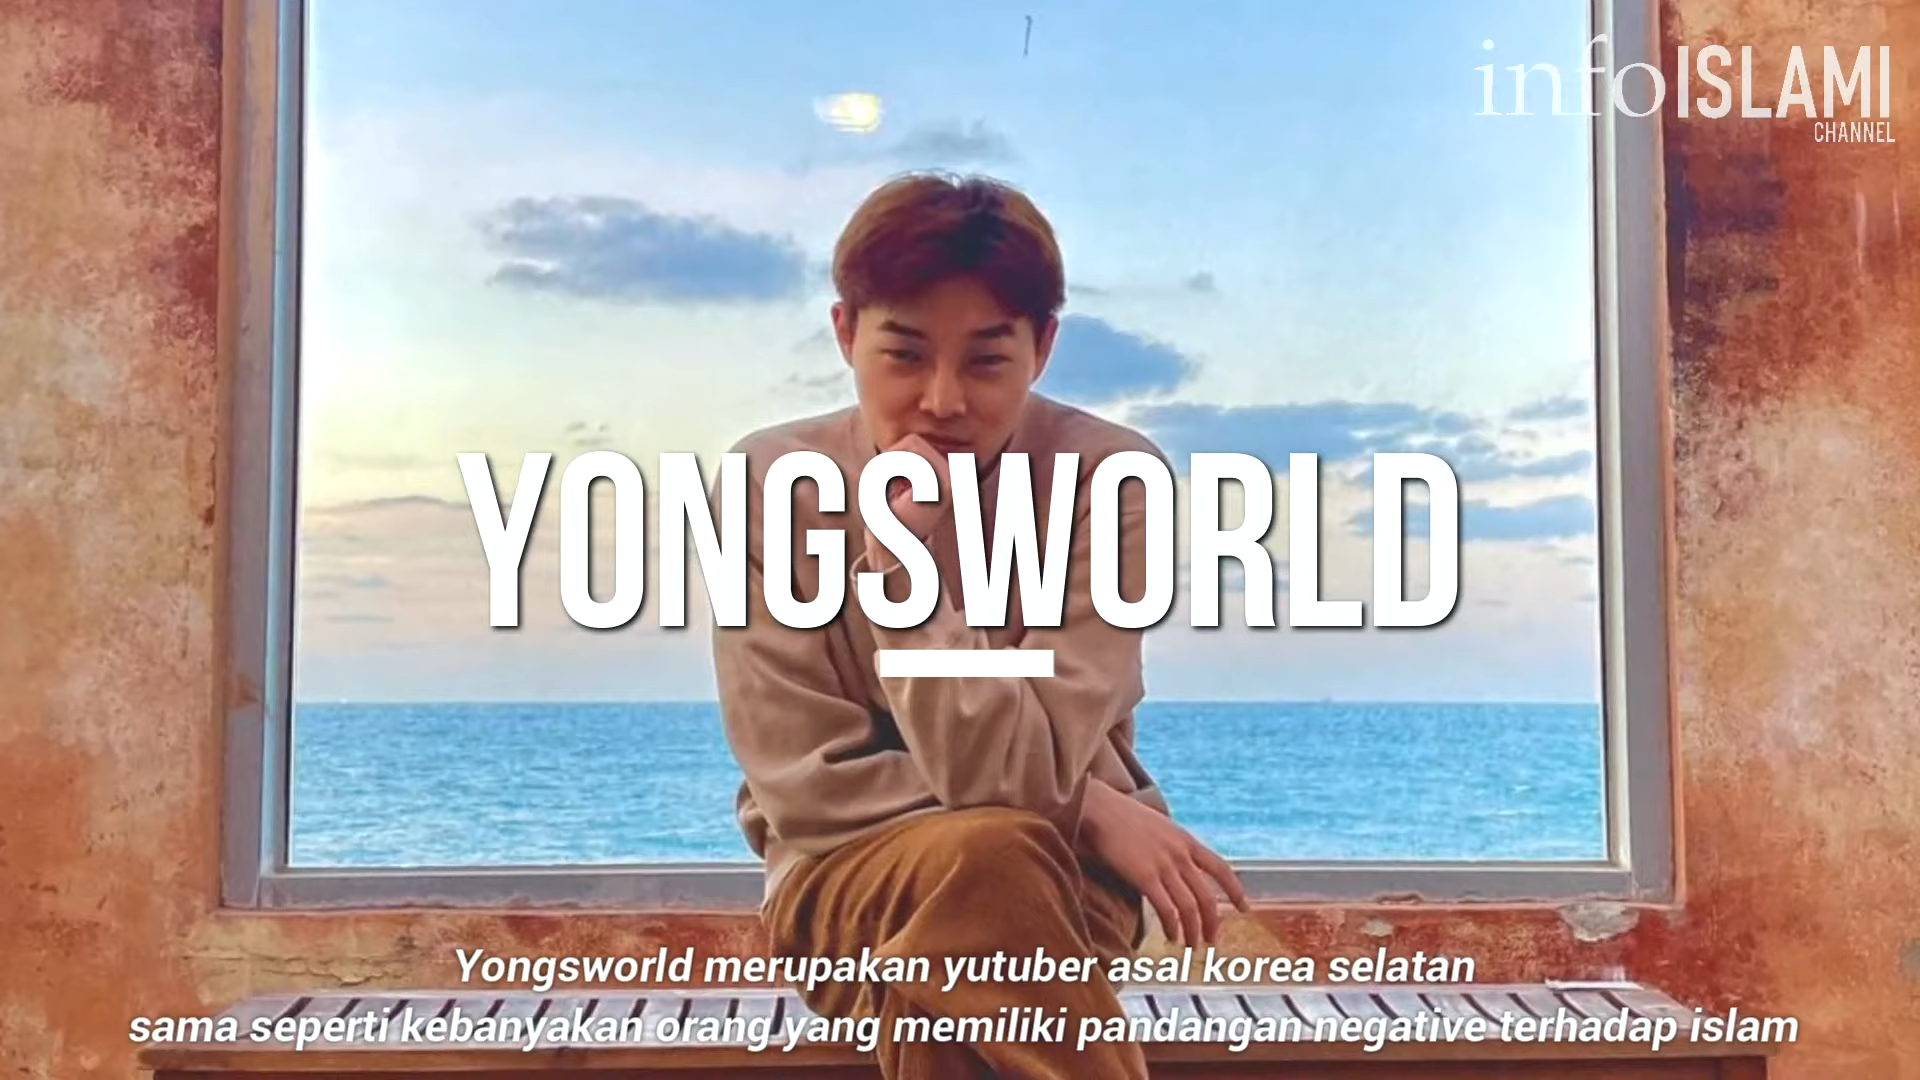 infoISLAMI
CHANNEL
YONGSWORLD
Yongsworld merupakan yutuber asal korea selatan
sama seperti kebanyakan orang yang memiliki pandangan negative terhadap islam